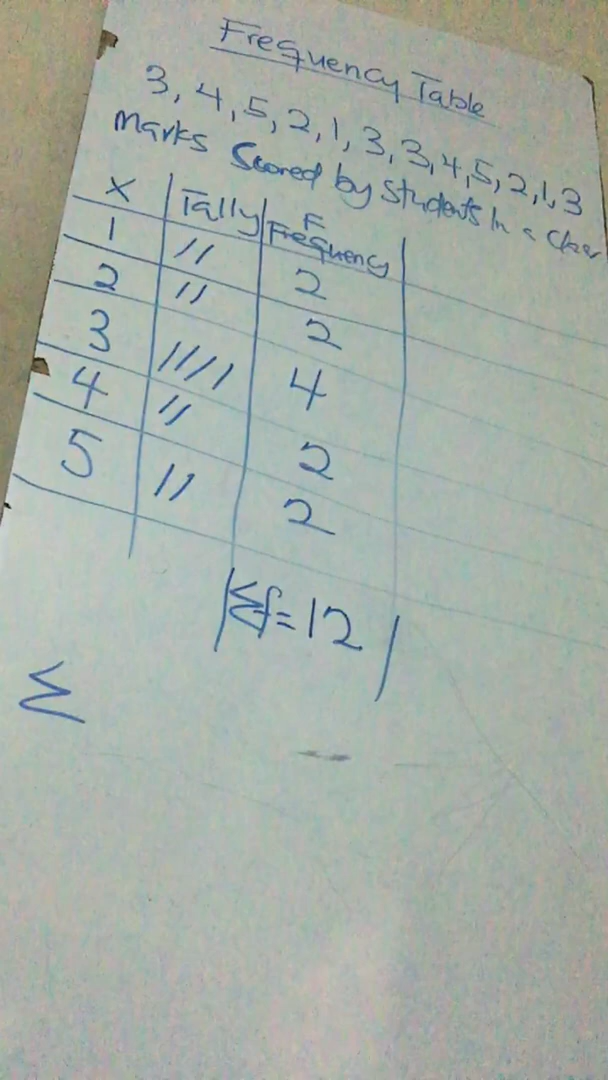 Frequency Table
3, 4, 5, 2, 1, 3, 3, 4, 5, 2, 1, 3
Marks Scored by Students in a
X Tally F Frequency
1 // 2
2 // 2
3 //// 4
4 // 2
5 // 2
Σf=12
Σ